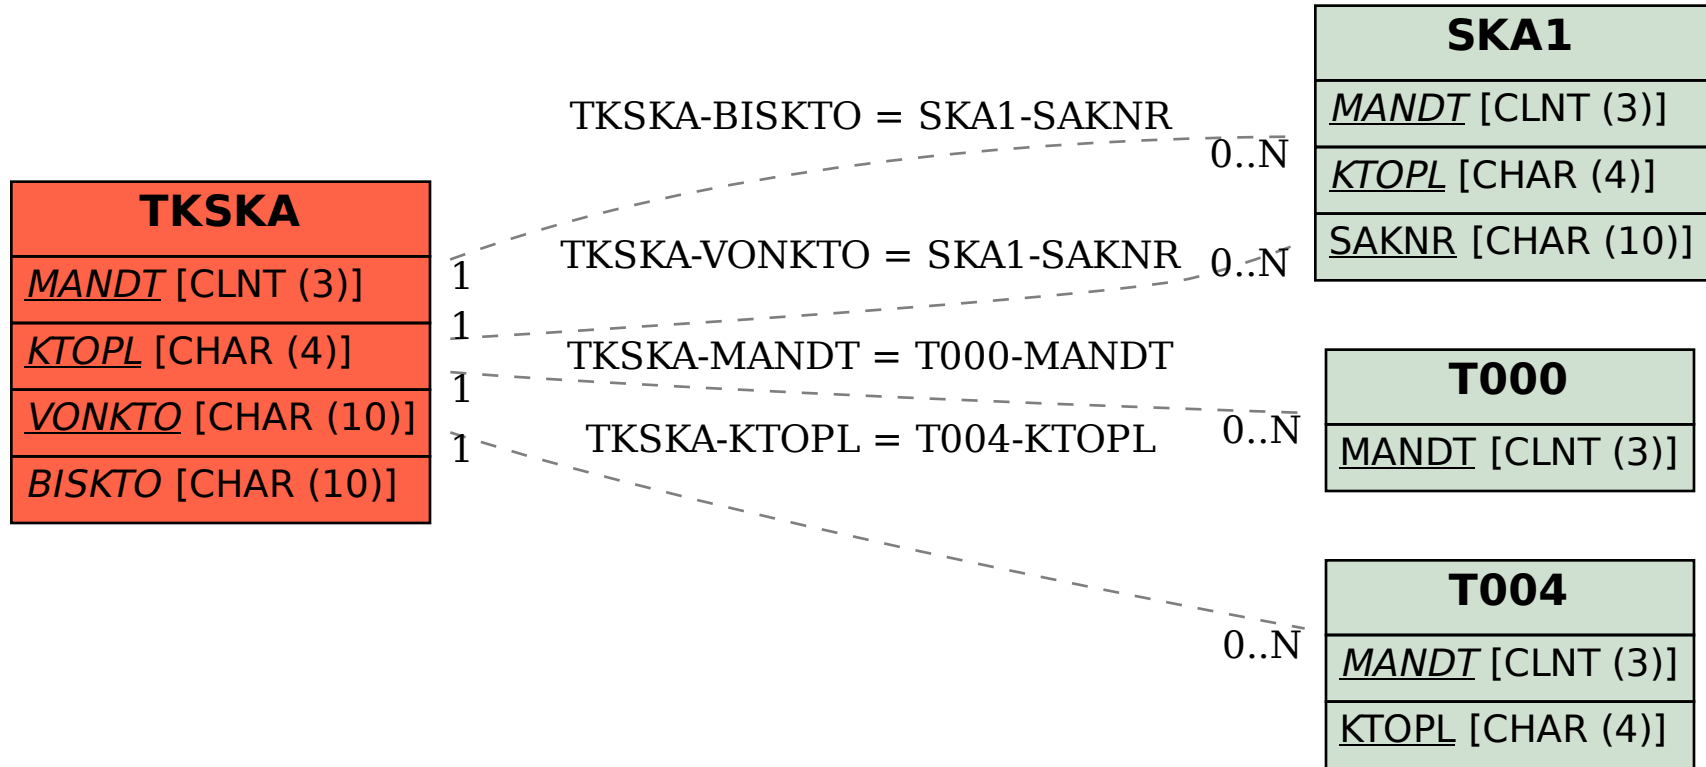 TKSKA
MANDT [CLNT (3)]
KTOPL [CHAR (4)]
VONKTO [CHAR (10)]
BISKTO [CHAR (10)]
TKSKA-BISKTO = SKA1-SAKNR
1
0..N
TKSKA-VONKTO = SKA1-SAKNR
1
0..N
TKSKA-MANDT = T000-MANDT
1
0..N
TKSKA-KTOPL = T004-KTOPL
1
0..N
SKA1
MANDT [CLNT (3)]
KTOPL [CHAR (4)]
SAKNR [CHAR (10)]
T000
MANDT [CLNT (3)]
T004
MANDT [CLNT (3)]
KTOPL [CHAR (4)]